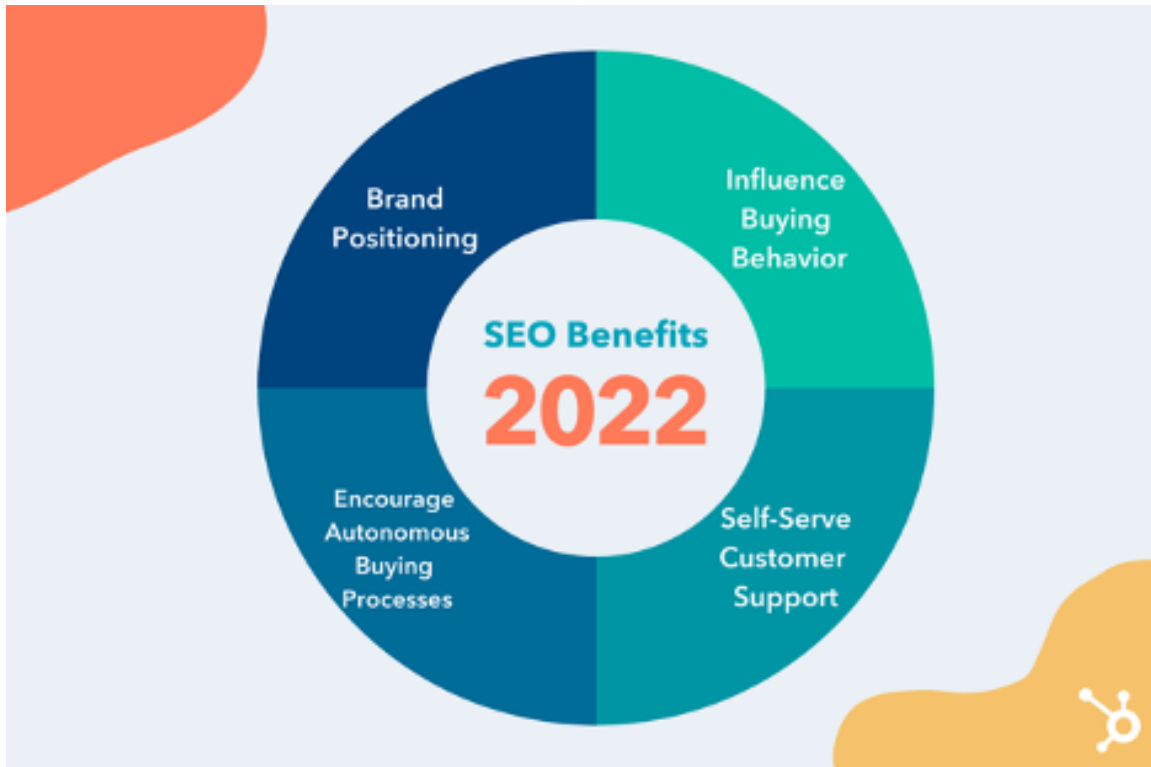 Brand
Positioning
Influence
Buying
Behavior
SEO Benefits
2022
Encourage
Autonomous
Buying
Processes
Self-Serve
Customer
Support